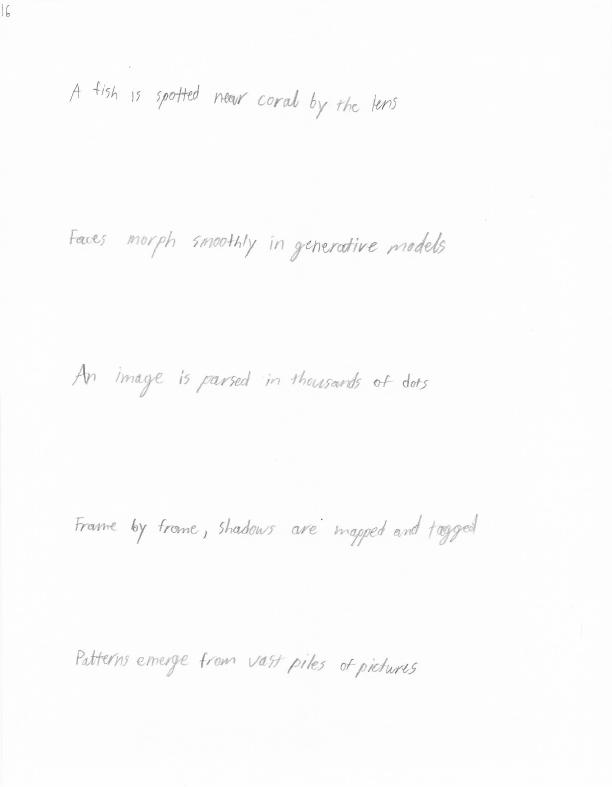 16
A fish is spotted near coral by the lens
Faces morph smoothly in generative models
An image is parsed in thousands of dots
Frame by frame, shadows are mapped and tagged
Patterns emerge from vast piles of pictures